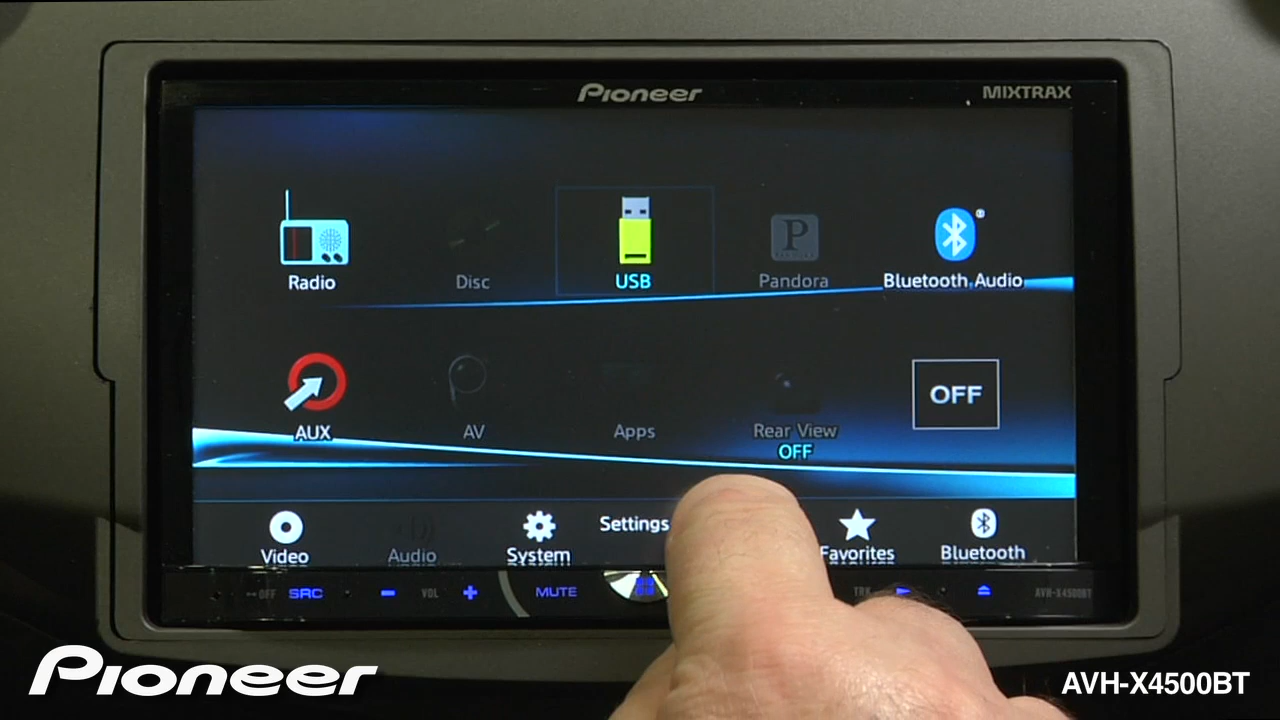 Pioneer MIXTRAX
Radio Disc USB Pandora Bluetooth Audio
AUX AV Apps Rear View OFF
OFF
Settings
Video Audio System Favorites Bluetooth
OFF SRC VOL MUTE TRK AVH-X4500BT
Pioneer AVH-X4500BT